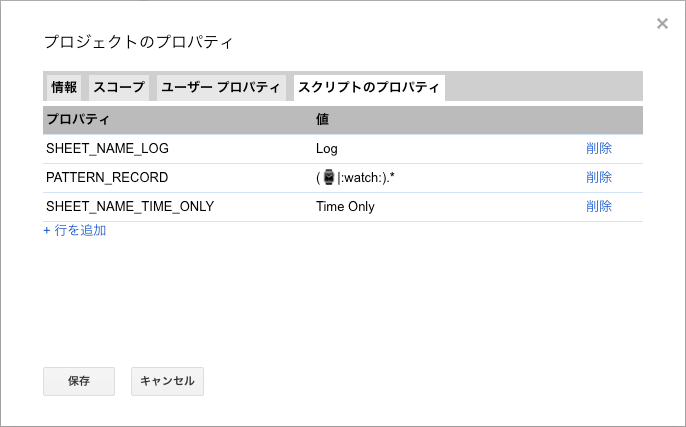 ×
プロジェクトのプロパティ
情報 スコープ ユーザー プロパティ スクリプトのプロパティ
プロパティ 値
SHEET_NAME_LOG Log 削除
PATTERN_RECORD (⌚|:watch:).* 削除
SHEET_NAME_TIME_ONLY Time Only 削除
+ 行を追加
保存 キャンセル